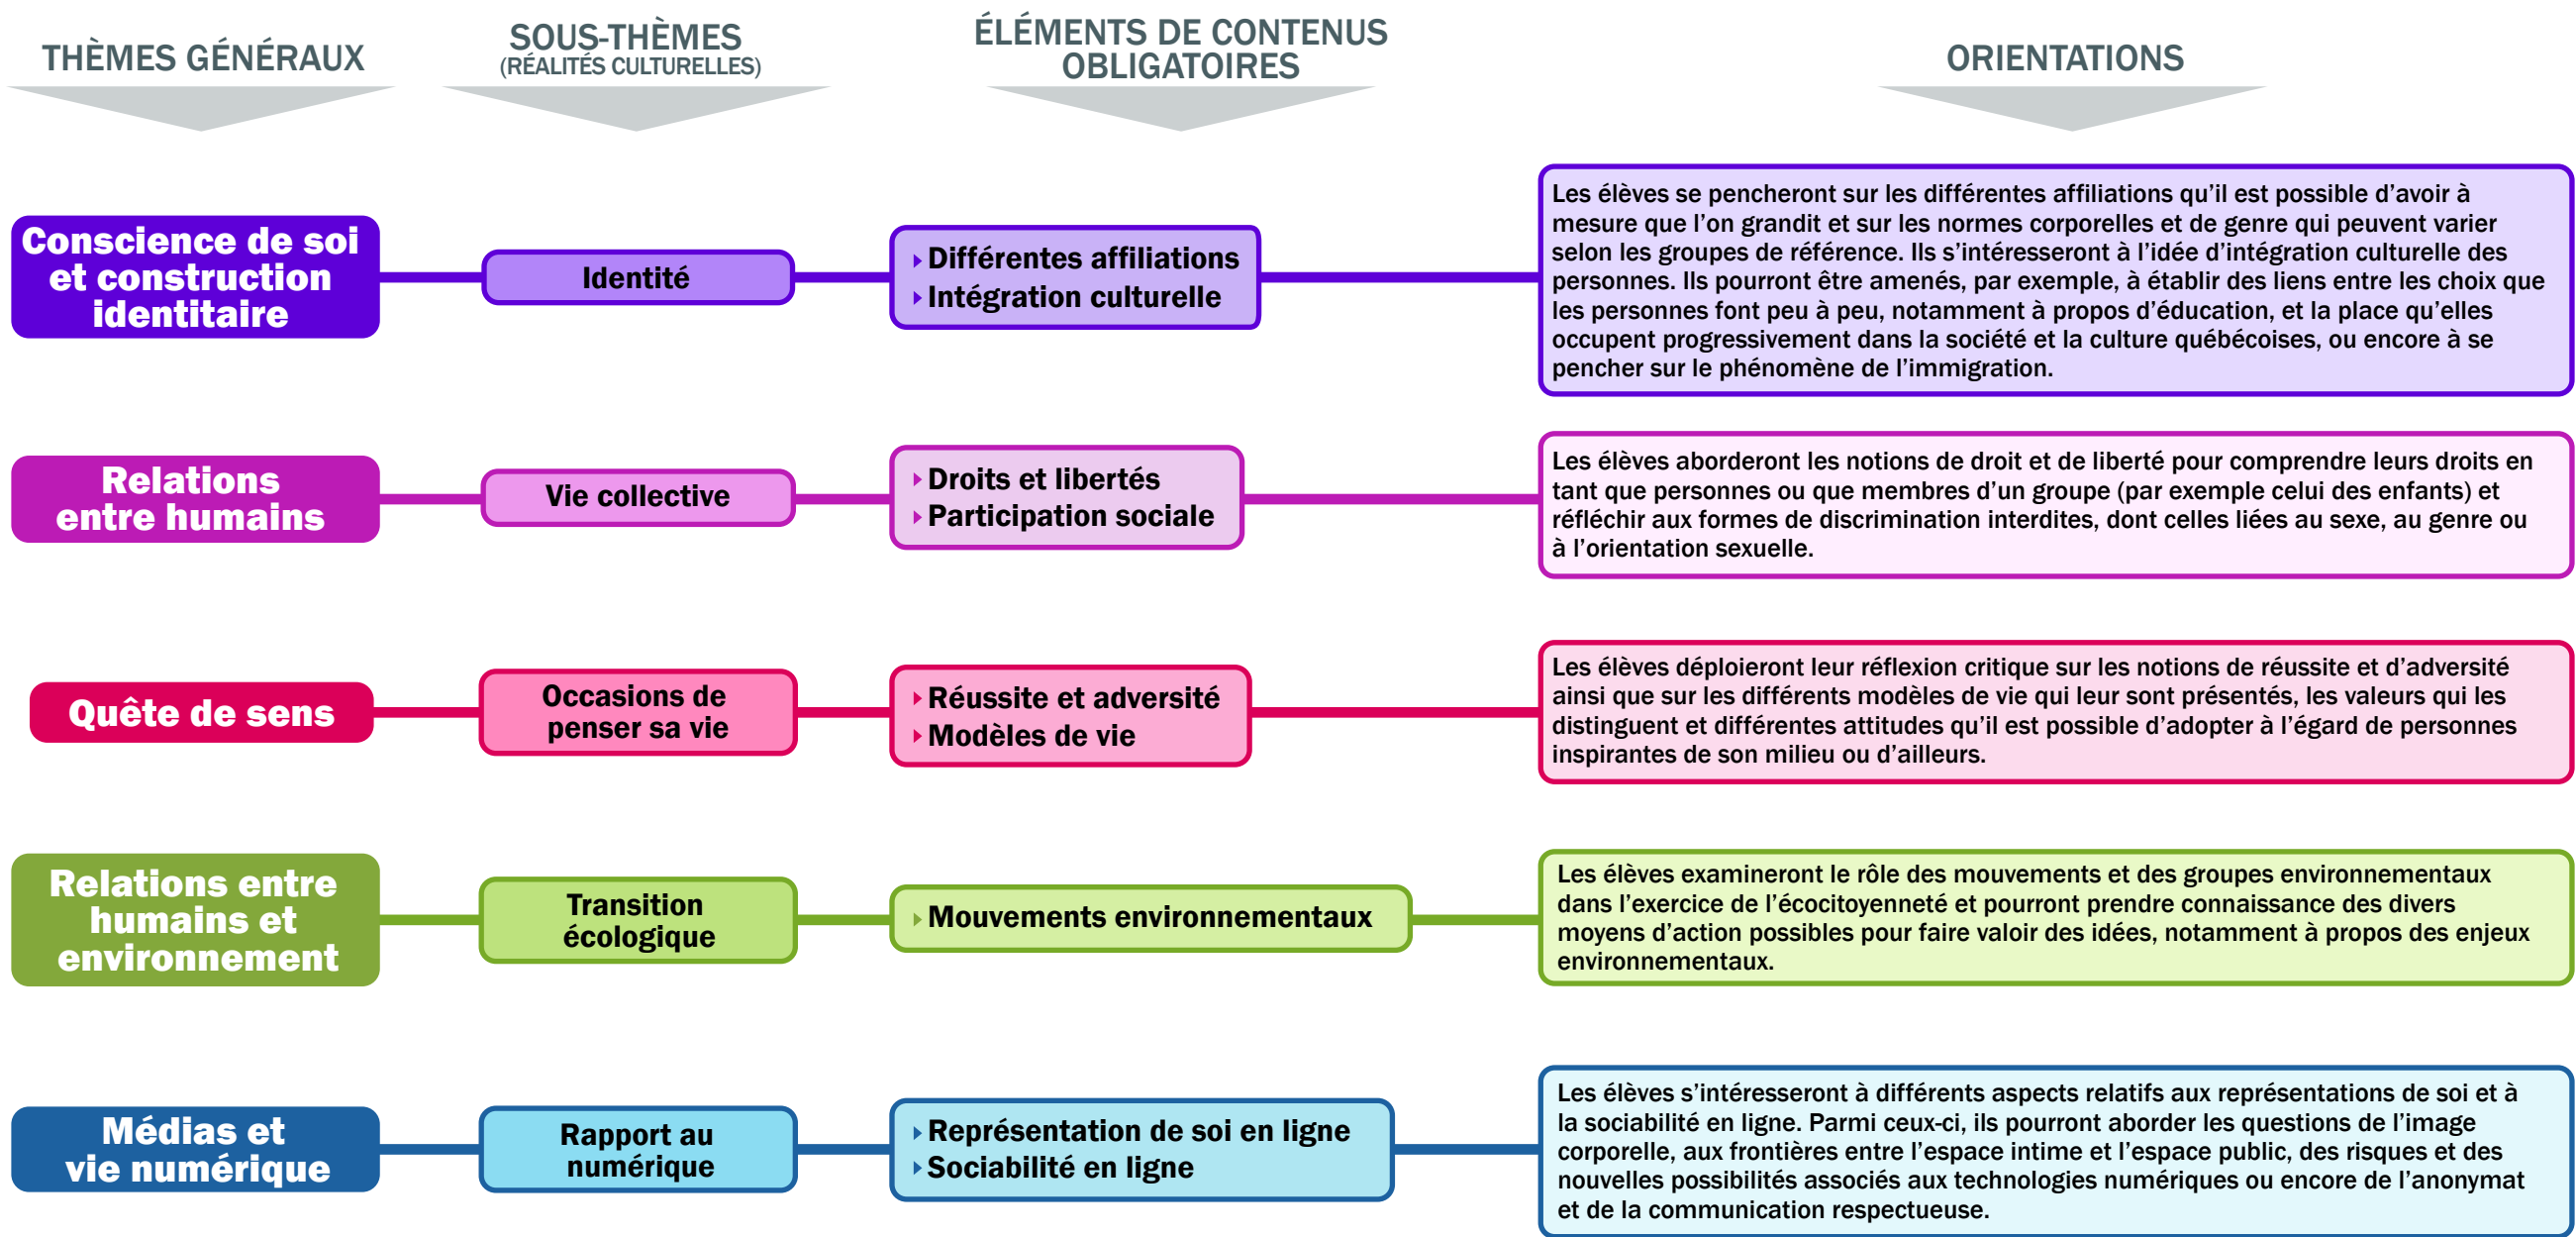 THÈMES GÉNÉRAUX
SOUS-THÈMES
(RÉALITÉS CULTURELLES)
ÉLÉMENTS DE CONTENUS
OBLIGATOIRES
ORIENTATIONS
Conscience de soi
et construction
identitaire
Identité
Différentes affiliations
Intégration culturelle
Les élèves se pencheront sur les différentes affiliations qu’il est possible d’avoir à
mesure que l’on grandit et sur les normes corporelles et de genre qui peuvent varier
selon les groupes de référence. Ils s’intéresseront à l’idée d’intégration culturelle des
personnes. Ils pourront être amenés, par exemple, à établir des liens entre les choix que
les personnes font peu à peu, notamment à propos d’éducation, et la place qu’elles
occupent progressivement dans la société et la culture québécoises, ou encore à se
pencher sur le phénomène de l’immigration.
Relations
entre humains
Vie collective
Droits et libertés
Participation sociale
Les élèves aborderont les notions de droit et de liberté pour comprendre leurs droits en
tant que personnes ou que membres d’un groupe (par exemple celui des enfants) et
réfléchir aux formes de discrimination interdites, dont celles liées au sexe, au genre ou
à l’orientation sexuelle.
Quête de sens
Occasions de
penser sa vie
Réussite et adversité
Modèles de vie
Les élèves déploieront leur réflexion critique sur les notions de réussite et d’adversité
ainsi que sur les différents modèles de vie qui leur sont présentés, les valeurs qui les
distinguent et différentes attitudes qu’il est possible d’adopter à l’égard de personnes
inspirantes de son milieu ou d’ailleurs.
Relations entre
humains et
environnement
Transition
écologique
Mouvements environnementaux
Les élèves examineront le rôle des mouvements et des groupes environnementaux
dans l’exercice de l’écocitoyenneté et pourront prendre connaissance des divers
moyens d’action possibles pour faire valoir des idées, notamment à propos des enjeux
environnementaux.
Médias et
vie numérique
Rapport au
numérique
Représentation de soi en ligne
Sociabilité en ligne
Les élèves s’intéresseront à différents aspects relatifs aux représentations de soi et à
la sociabilité en ligne. Parmi ceux-ci, ils pourront aborder les questions de l’image
corporelle, aux frontières entre l’espace intime et l’espace public, des risques et des
nouvelles possibilités associés aux technologies numériques ou encore de l’anonymat
et de la communication respectueuse.